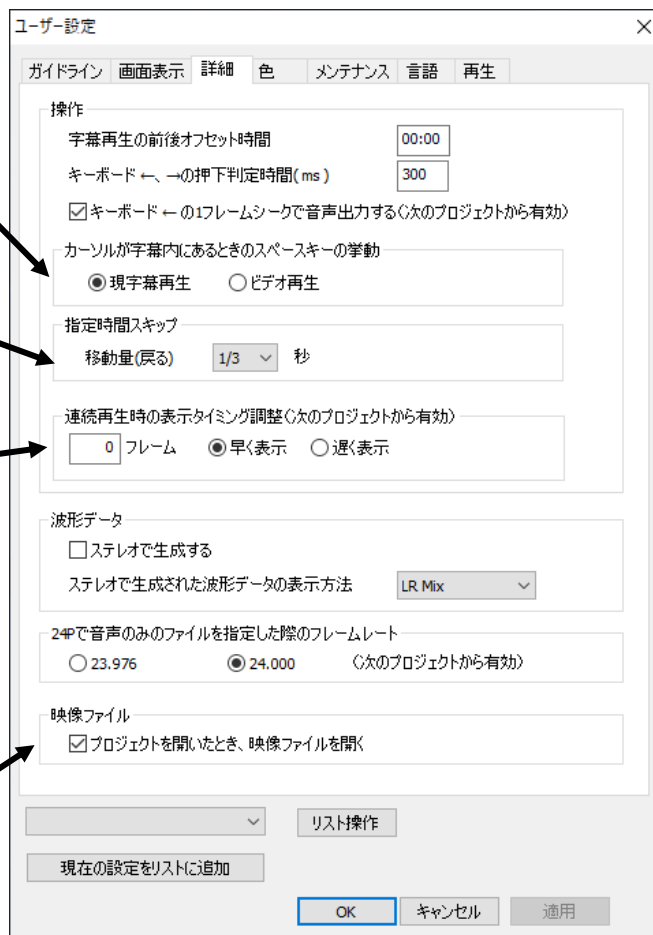 ユーザー設定
ガイドライン 画面表示 詳細 色 メンテナンス 言語 再生
操作
字幕再生の前後オフセット時間 00:00
キーボード ←、→の押下判定時間(ms) 300
キーボード ← の1フレームシークで音声出力する(次のプロジェクトから有効)
カーソルが字幕内にあるときのスペースキーの挙動
現字幕再生 ビデオ再生
指定時間スキップ
移動量(戻る) 1/3 秒
連続再生時の表示タイミング調整(次のプロジェクトから有効)
0 フレーム 早く表示 遅く表示
波形データ
ステレオで生成する
ステレオで生成された波形データの表示方法 LR Mix
24Pで音声のみのファイルを指定した際のフレームレート
23.976 24.000 (次のプロジェクトから有効)
映像ファイル
プロジェクトを開いたとき、映像ファイルを開く
リスト操作
現在の設定をリストに追加
OK キャンセル 適用